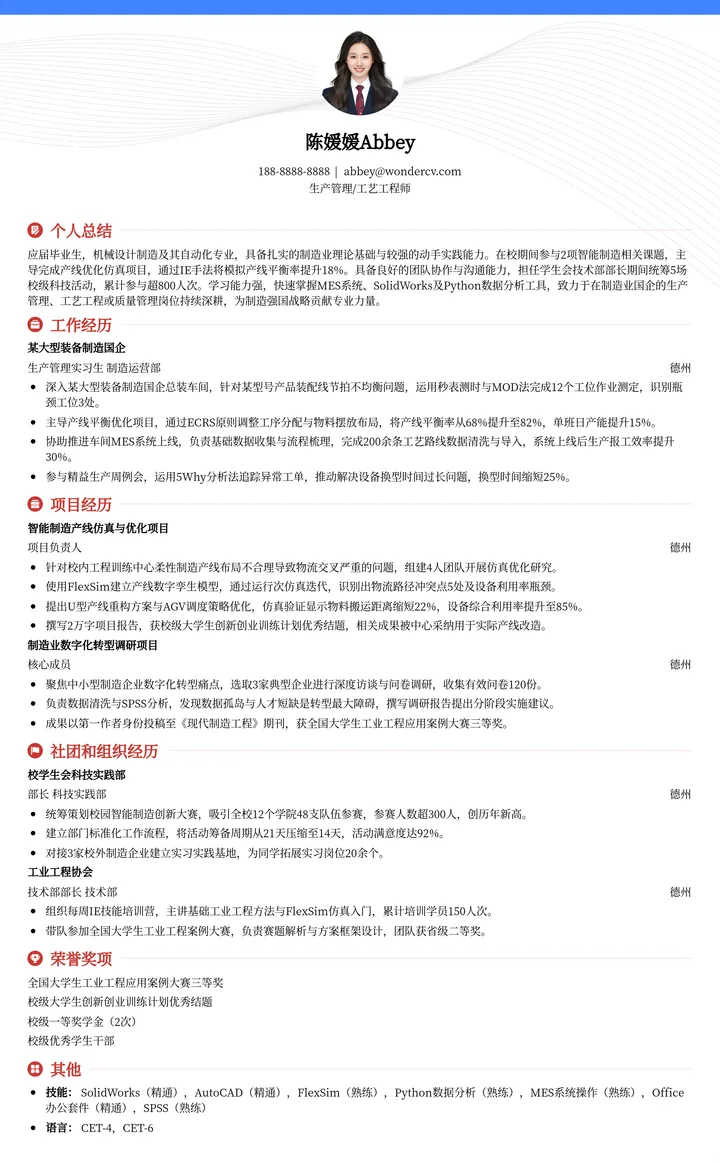 陈媛媛Abbey
188-8888-8888 | abbey@wondercv.com
生产管理/工艺工程师
个人总结
应届毕业生，机械设计制造及其自动化专业，具备扎实的制造业理论基础与较强的动手实践能力。在校期间参与2项智能制造相关课题，主
导完成产线优化仿真项目，通过IE手法将模拟产线平衡率提升18%。具备良好的团队协作与沟通能力，担任学生会技术部部长期间统筹5场
校级科技活动，累计参与超800人次。学习能力强，快速掌握MES系统、SolidWorks及Python数据分析工具，致力于在制造业国企的生产
管理、工艺工程或质量管理岗位持续深耕，为制造强国战略贡献专业力量。
工作经历
某大型装备制造国企
生产管理实习生 制造运营部 德州
• 深入某大型装备制造国企总装车间，针对某型号产品装配线节拍不均衡问题，运用秒表测时与MOD法完成12个工位作业测定，识别瓶
颈工位3处。
• 主导产线平衡优化项目，通过ECRS原则调整工序分配与物料摆放布局，将产线平衡率从68%提升至82%，单班日产能提升15%。
• 协助推进车间MES系统上线，负责基础数据收集与流程梳理，完成200余条工艺路线数据清洗与导入，系统上线后生产报工效率提升
30%。
• 参与精益生产周例会，运用5Why分析法追踪异常工单，推动解决设备换型时间过长问题，换型时间缩短25%。
项目经历
智能制造产线仿真与优化项目
项目负责人 德州
• 针对校内工程训练中心柔性制造产线布局不合理导致物流交叉严重的问题，组建4人团队开展仿真优化研究。
• 使用FlexSim建立产线数字孪生模型，通过运行次仿真迭代，识别出物流路径冲突点5处及设备利用率瓶颈。
• 提出U型产线重构方案与AGV调度策略优化，仿真验证显示物料搬运距离缩短22%，设备综合利用率提升至85%。
• 撰写2万字项目报告，获校级大学生创新创业训练计划优秀结题，相关成果被中心采纳用于实际产线改造。
制造业数字化转型调研项目
核心成员 德州
• 聚焦中小型制造企业数字化转型痛点，选取3家典型企业进行深度访谈与问卷调研，收集有效问卷120份。
• 负责数据清洗与SPSS分析，发现数据孤岛与人才短缺是转型最大障碍，撰写调研报告提出分阶段实施建议。
• 成果以第一作者身份投稿至《现代制造工程》期刊，获全国大学生工业工程应用案例大赛三等奖。
社团和组织经历
校学生会科技实践部
部长 科技实践部 德州
• 统筹策划校园智能制造创新大赛，吸引全校12个学院48支队伍参赛，参赛人数超300人，创历年新高。
• 建立部门标准化工作流程，将活动筹备周期从21天压缩至14天，活动满意度达92%。
• 对接3家校外制造企业建立实习实践基地，为同学拓展实习岗位20余个。
工业工程协会
技术部部长 技术部 德州
• 组织每周IE技能培训营，主讲基础工业工程方法与FlexSim仿真入门，累计培训学员150人次。
• 带队参加全国大学生工业工程案例大赛，负责赛题解析与方案框架设计，团队获省级二等奖。
荣誉奖项
全国大学生工业工程应用案例大赛三等奖
校级大学生创新创业训练计划优秀结题
校级一等奖学金（2次）
校级优秀学生干部
其他
• 技能： SolidWorks（精通）, AutoCAD（精通）, FlexSim（熟练）, Python数据分析（熟练）, MES系统操作（熟练）, Office
办公套件（精通）, SPSS（熟练）
• 语言： CET-4，CET-6